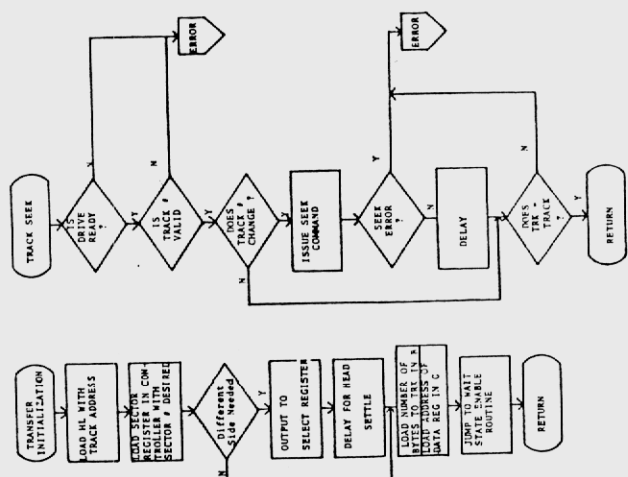 TRACK SEEK
IS
DRIVE
READY
?
N
Y
ERROR
IS
TRACK #
VALID
N
Y
DOES
TRACK #
CHANGE ?
N
Y
ISSUE SEEK
COMMAND
SEEK
ERROR
?
Y
N
ERROR
DELAY
DOES
TRK =
TRACK
?
N
Y
RETURN
TRANSFER
INITIALIZATION
LOAD HL WITH
TRACK ADDRESS
LOAD SECTOR
REGISTER IN CON-
TROLLER WITH
SECTOR # DESIRED
Different
Side Needed
N
Y
OUTPUT TO
SELECT REGISTER
DELAY FOR HEAD
SETTLE
LOAD NUMBER OF
BYTES TO TRX IN B
LOAD ADDRESS OF
DATA REG IN C
JUMP TO WAIT
STATE ENABLE
ROUTINE
RETURN